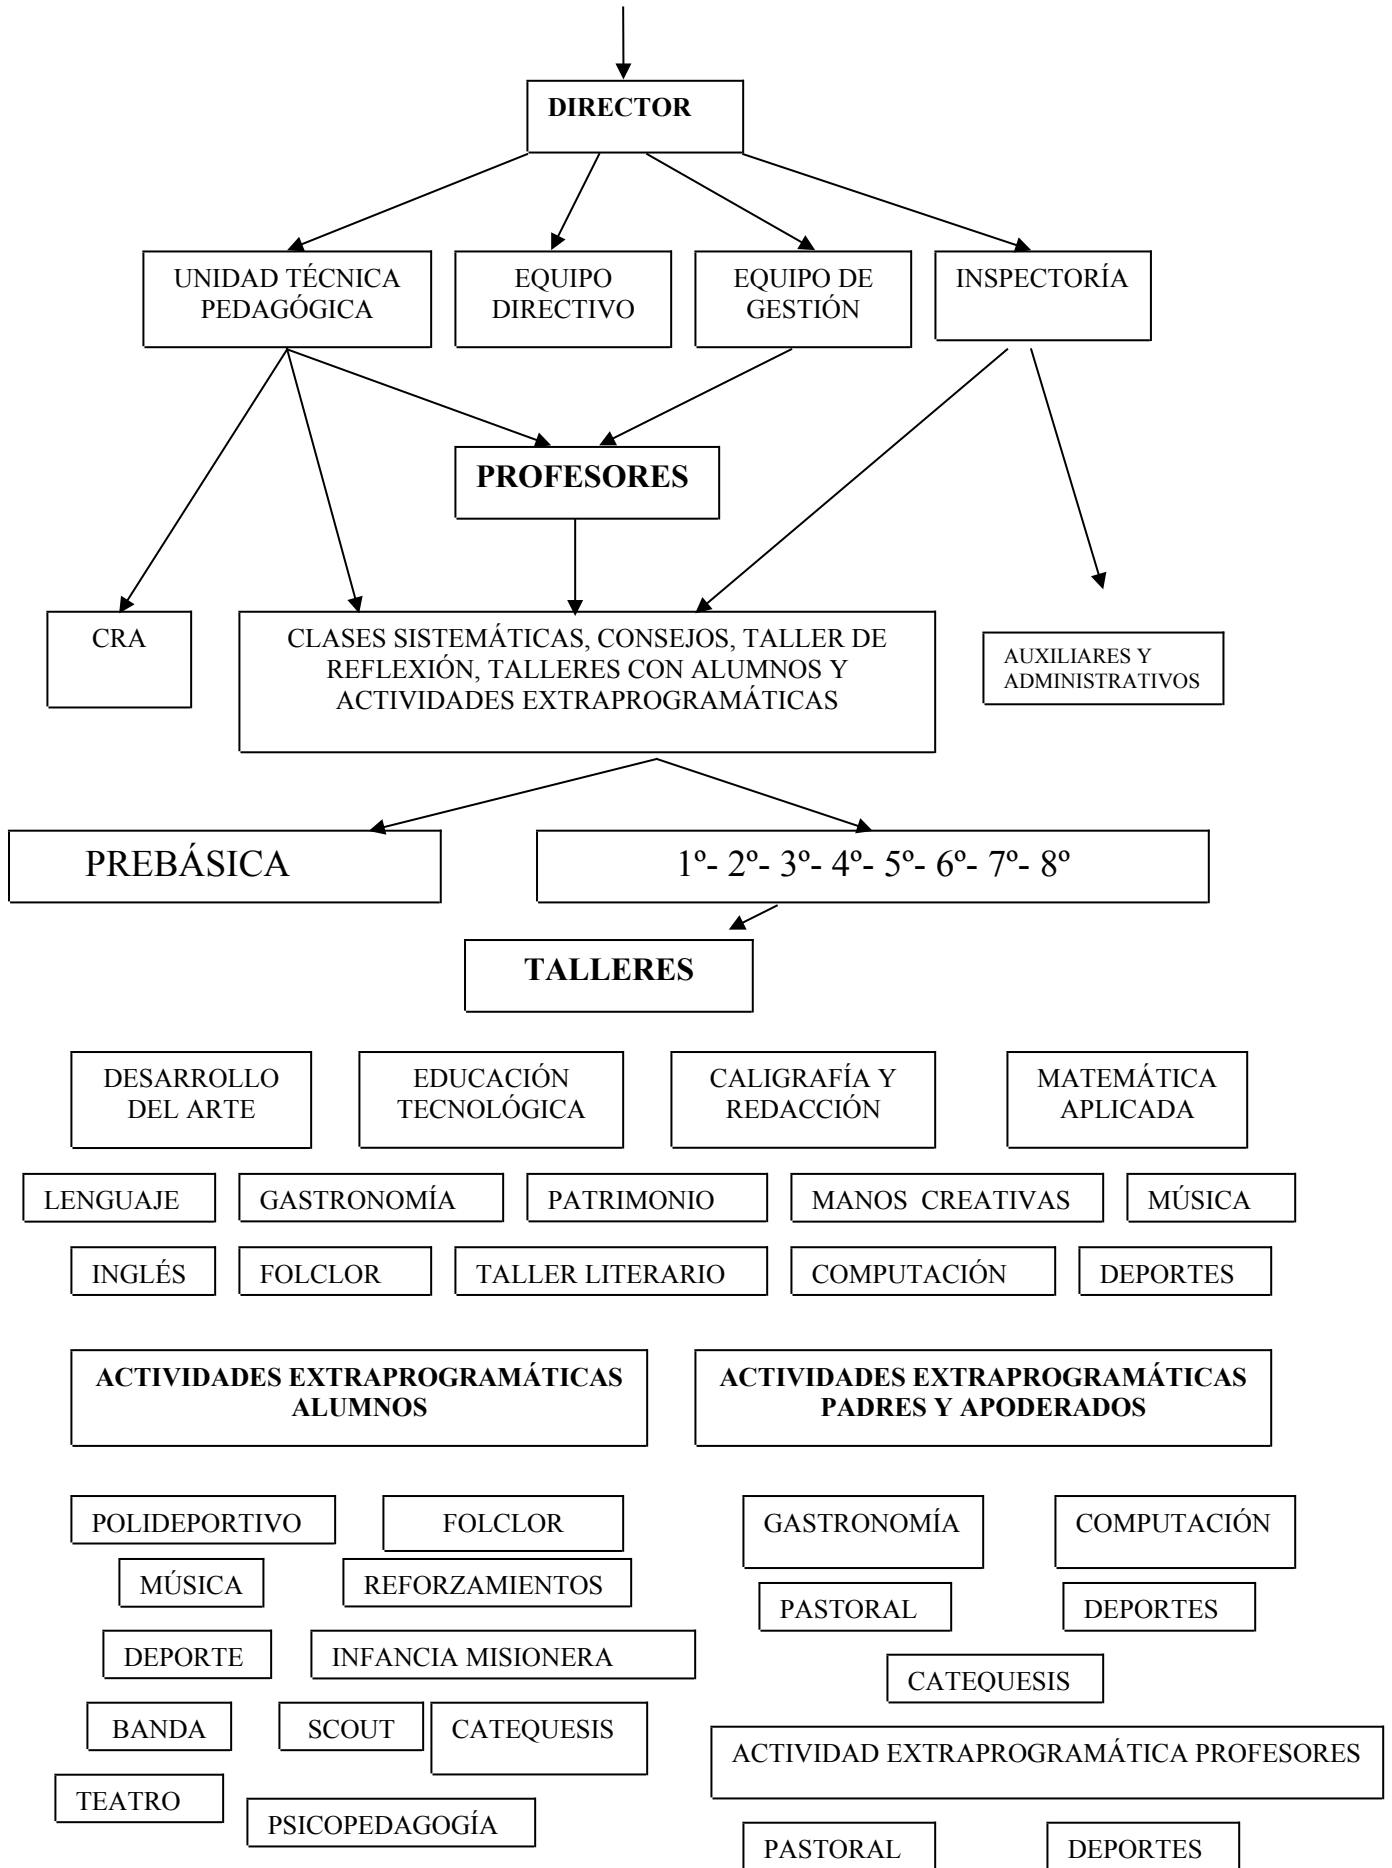 DIRECTOR
UNIDAD TÉCNICA
PEDAGÓGICA
EQUIPO
DIRECTIVO
EQUIPO DE
GESTIÓN
INSPECTORÍA
PROFESORES
CRA
CLASES SISTEMÁTICAS, CONSEJOS, TALLER DE
REFLEXIÓN, TALLERES CON ALUMNOS Y
ACTIVIDADES EXTRAPROGRAMÁTICAS
AUXILIARES Y
ADMINISTRATIVOS
PREBÁSICA
1º- 2º- 3º- 4º- 5º- 6º- 7º- 8º
TALLERES
DESARROLLO
DEL ARTE
EDUCACIÓN
TECNOLÓGICA
CALIGRAFÍA Y
REDACCIÓN
MATEMÁTICA
APLICADA
LENGUAJE
GASTRONOMÍA
PATRIMONIO
MANOS CREATIVAS
MÚSICA
INGLÉS
FOLCLOR
TALLER LITERARIO
COMPUTACIÓN
DEPORTES
ACTIVIDADES EXTRAPROGRAMÁTICAS
ALUMNOS
ACTIVIDADES EXTRAPROGRAMÁTICAS
PADRES Y APODERADOS
POLIDEPORTIVO
FOLCLOR
MÚSICA
REFORZAMIENTOS
DEPORTE
INFANCIA MISIONERA
BANDA
SCOUT
CATEQUESIS
TEATRO
PSICOPEDAGOGÍA
GASTRONOMÍA
COMPUTACIÓN
PASTORAL
DEPORTES
CATEQUESIS
ACTIVIDAD EXTRAPROGRAMÁTICA PROFESORES
PASTORAL
DEPORTES